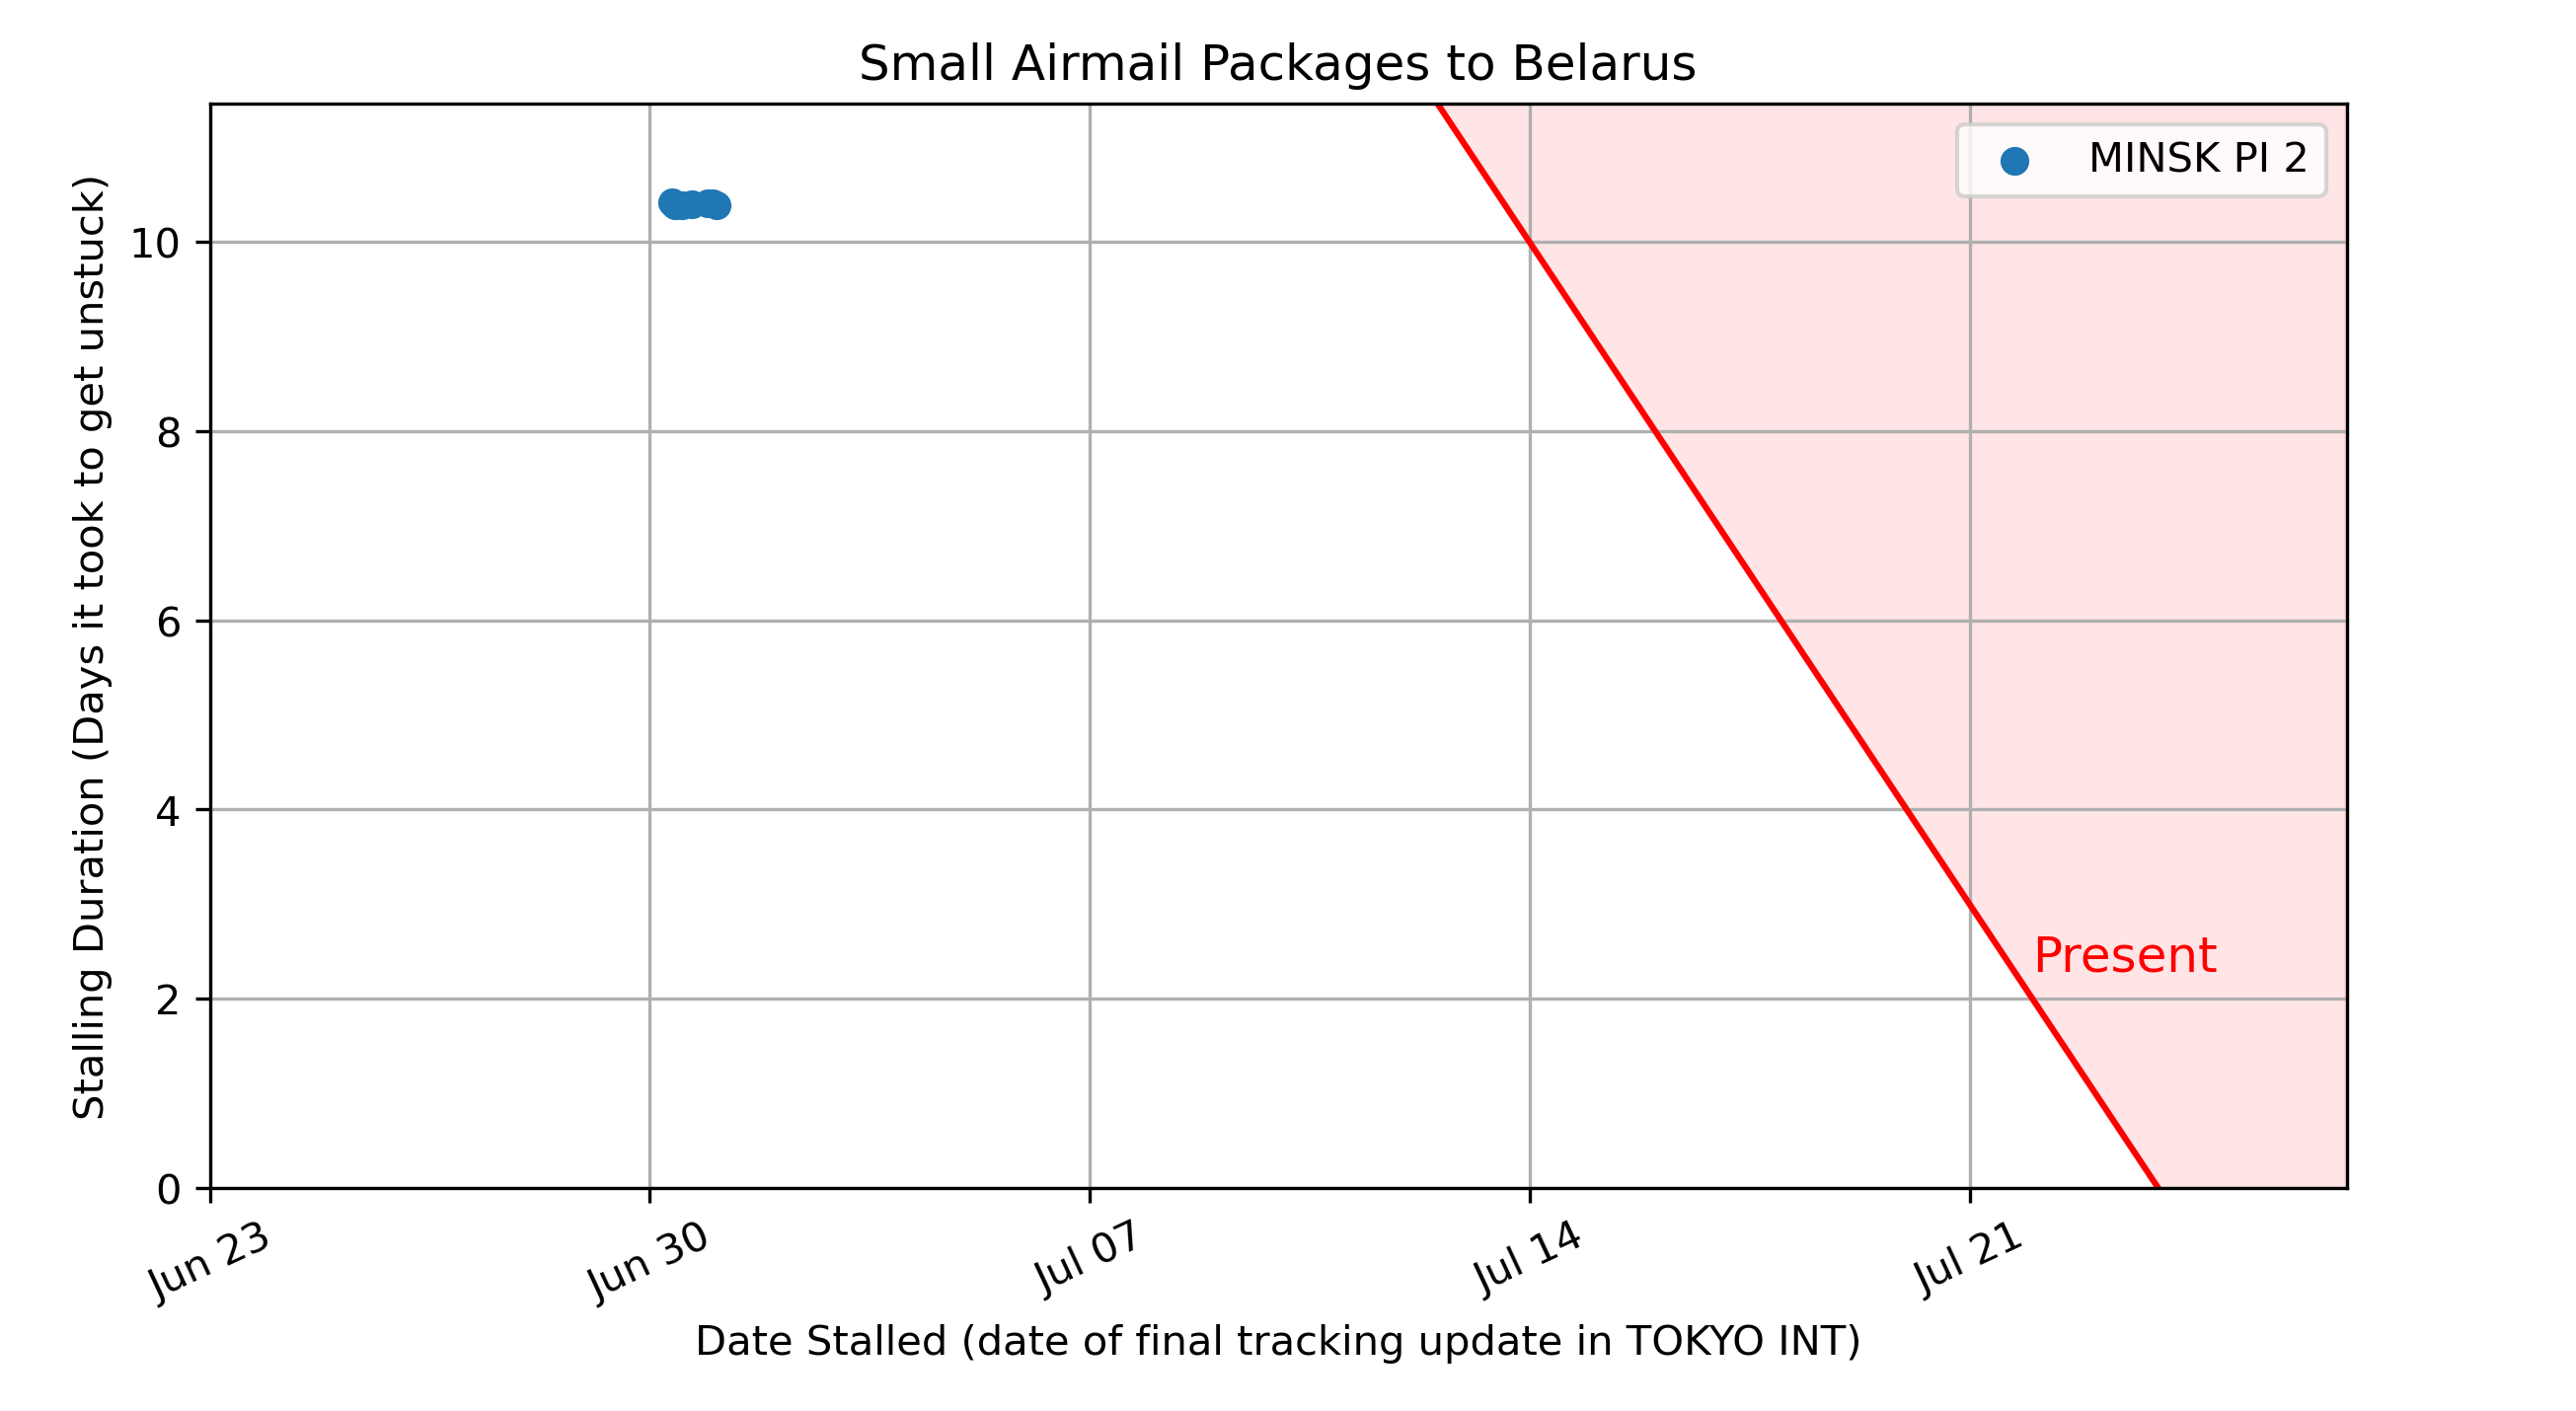 Small Airmail Packages to Belarus
MINSK PI 2
Stalling Duration (Days it took to get unstuck)
10
8
6
4
2
0
Present
Jun 23
Jun 30
Jul 07
Jul 14
Jul 21
Date Stalled (date of final tracking update in TOKYO INT)